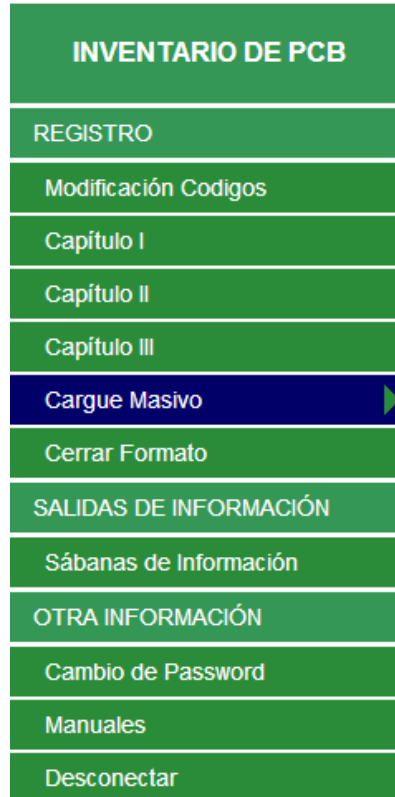 INVENTARIO DE PCB
REGISTRO
Modificación Codigos
Capítulo I
Capítulo II
Capítulo III
Cargue Masivo
Cerrar Formato
SALIDAS DE INFORMACIÓN
Sábanas de Información
OTRA INFORMACIÓN
Cambio de Password
Manuales
Desconectar